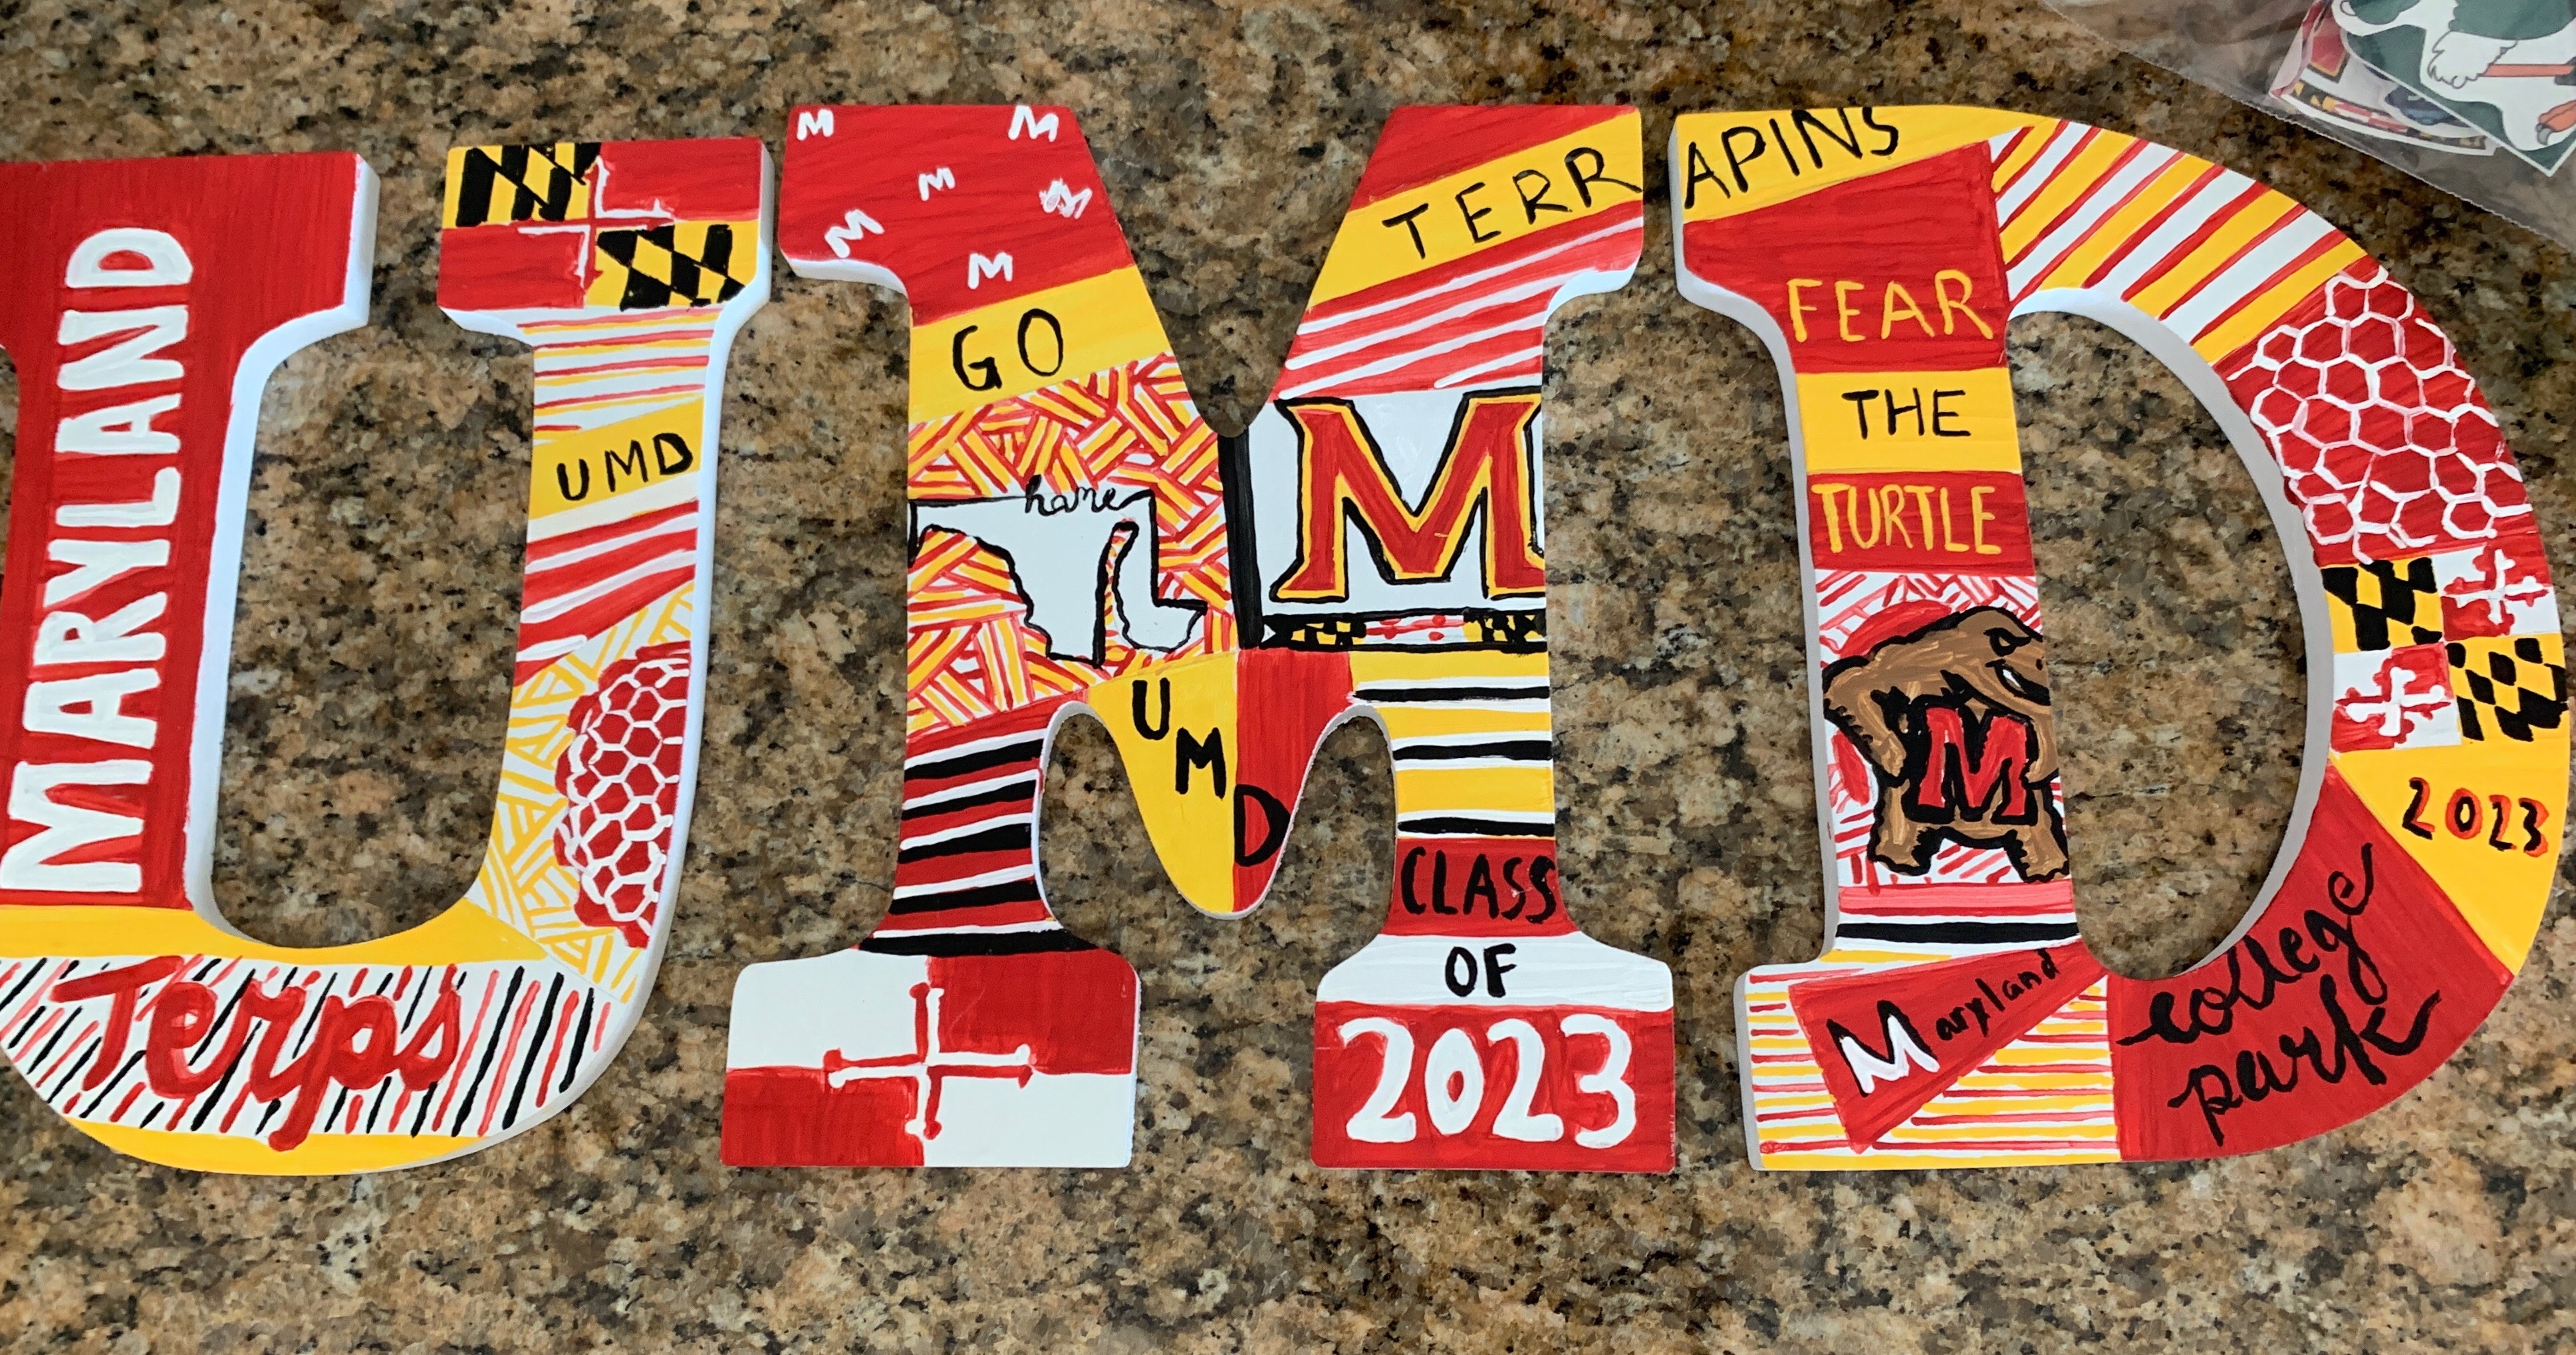 MARYLAND
UMD
Terps
M
M
M
M
M
M
GO
home
M
UMD
TERRAPINS
CLASS
OF
2023
FEAR
THE
TURTLE
M
Maryland
2023
college
park